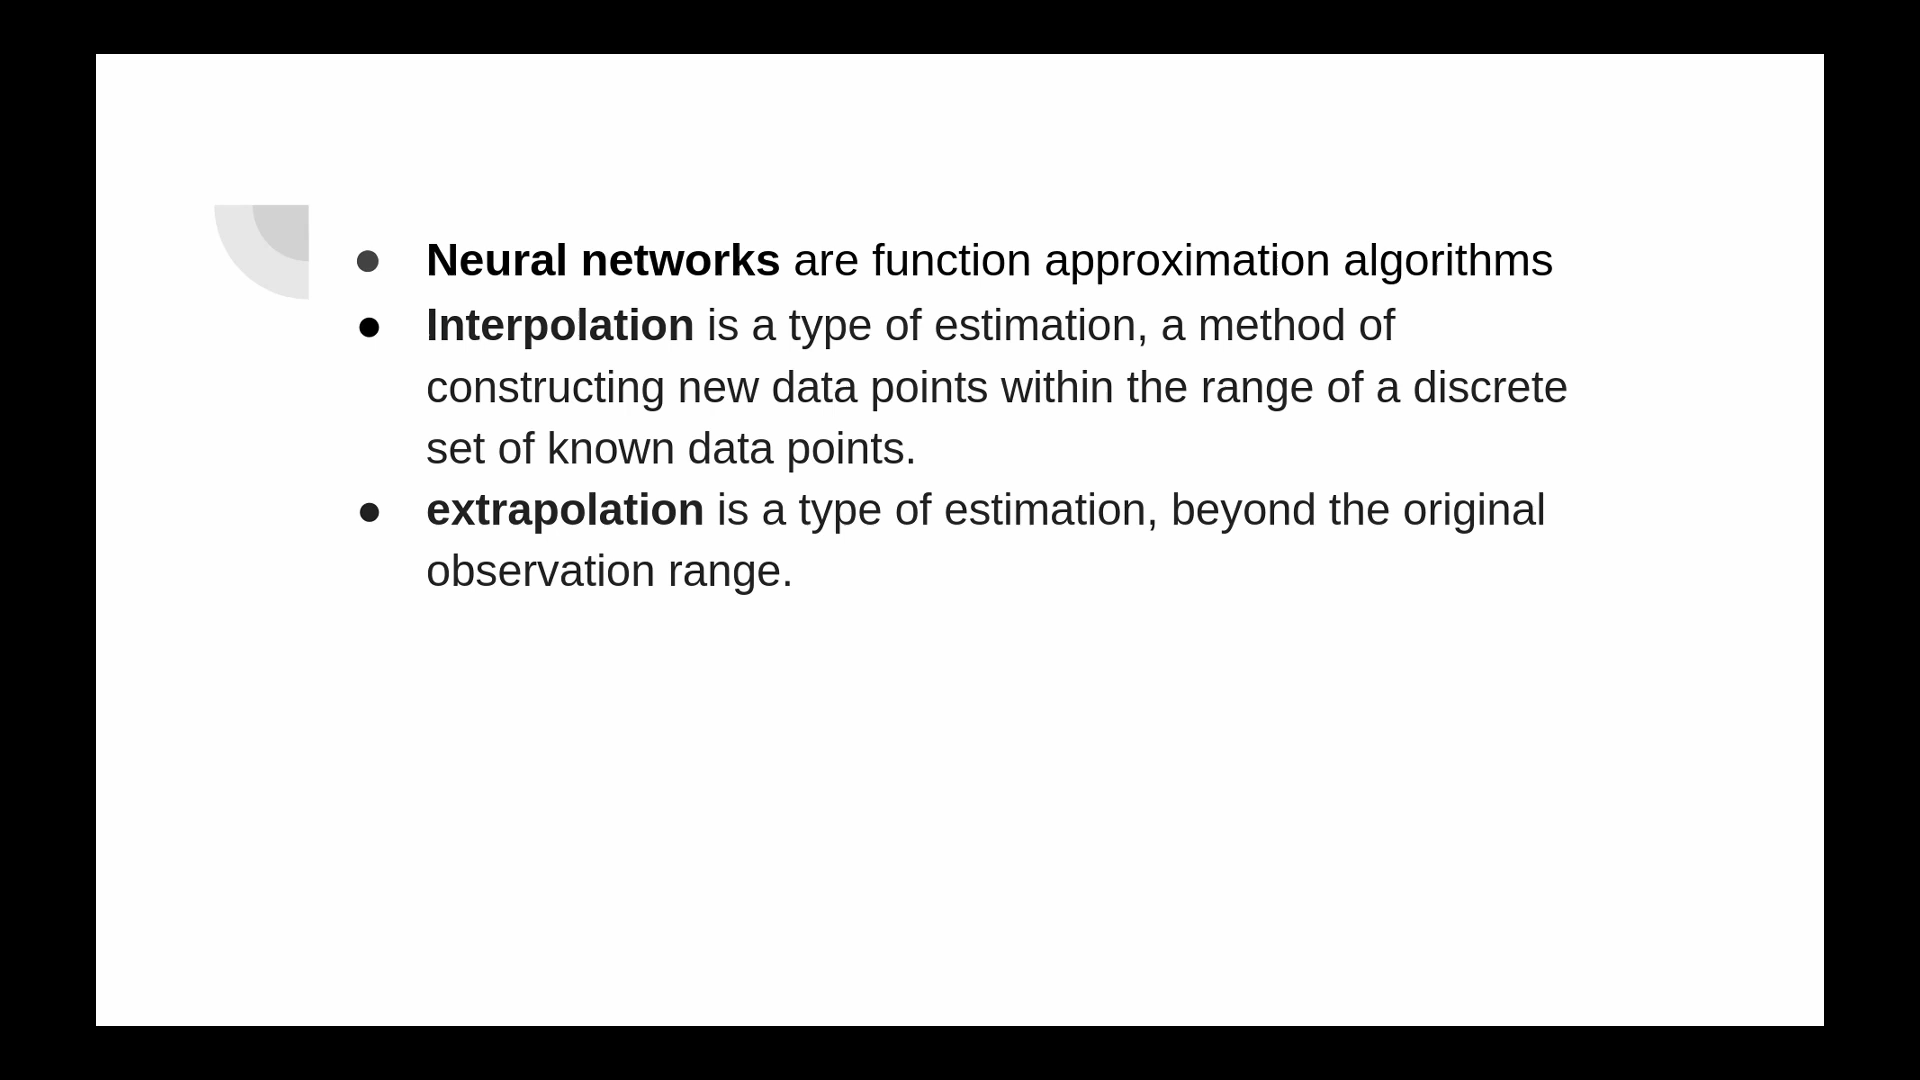 ● Neural networks are function approximation algorithms
● Interpolation is a type of estimation, a method of
constructing new data points within the range of a discrete
set of known data points.
● extrapolation is a type of estimation, beyond the original
observation range.